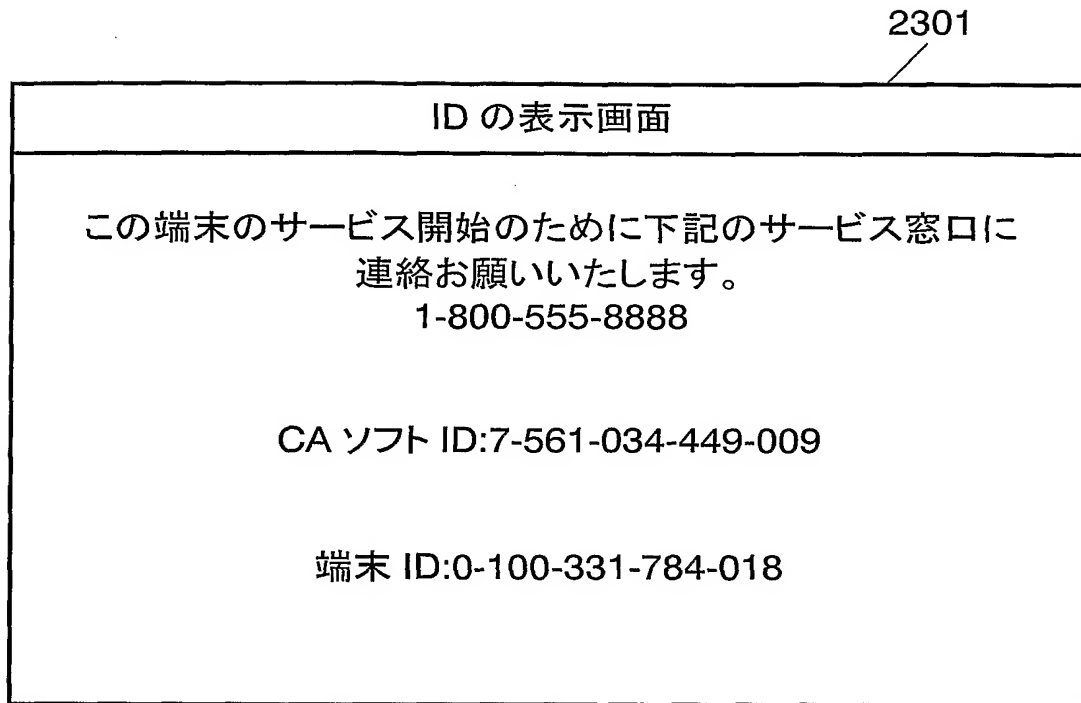 2301
ID の表示画面
この端末のサービス開始のために下記のサービス窓口に
連絡お願いいたします。
1-800-555-8888
CA ソフト ID:7-561-034-449-009
端末 ID:0-100-331-784-018